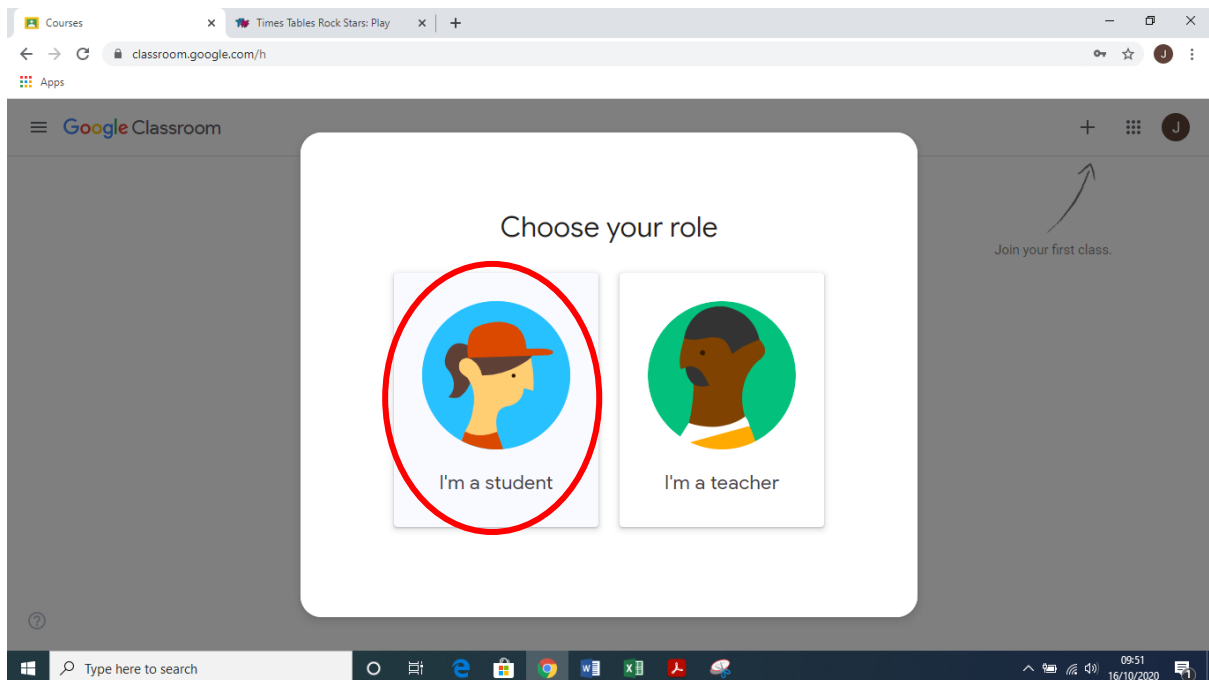 Courses
Times Tables Rock Stars: Play
classroom.google.com/h
J
Apps
Google Classroom
J
Join your first class.
Choose your role
I'm a student
I'm a teacher
Type here to search
09:51
16/10/2020
1